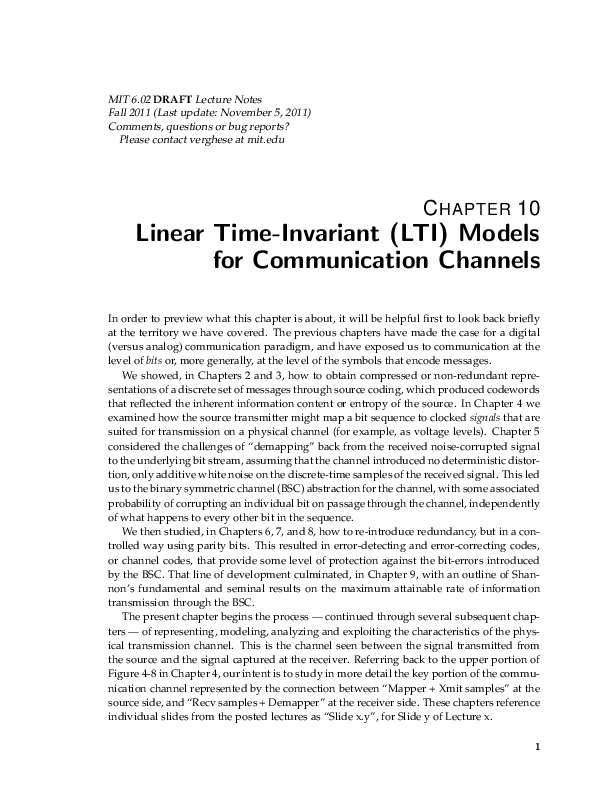 MIT 6.02 DRAFT Lecture Notes
Fall 2011 (Last update: November 5, 2011)
Comments, questions or bug reports?
Please contact verghese at mit.edu
CHAPTER 10
Linear Time-Invariant (LTI) Models
for Communication Channels
In order to preview what this chapter is about, it will be helpful first to look back briefly
at the territory we have covered. The previous chapters have made the case for a digital
(versus analog) communication paradigm, and have exposed us to communication at the
level of bits or, more generally, at the level of the symbols that encode messages.
We showed, in Chapters 2 and 3, how to obtain compressed or non-redundant repre-
sentations of a discrete set of messages through source coding, which produced codewords
that reflected the inherent information content or entropy of the source. In Chapter 4 we
examined how the source transmitter might map a bit sequence to clocked signals that are
suited for transmission on a physical channel (for example, as voltage levels). Chapter 5
considered the challenges of “demapping” back from the received noise-corrupted signal
to the underlying bit stream, assuming that the channel introduced no deterministic distor-
tion, only additive white noise on the discrete-time samples of the received signal. This led
us to the binary symmetric channel (BSC) abstraction for the channel, with some associated
probability of corrupting an individual bit on passage through the channel, independently
of what happens to every other bit in the sequence.
We then studied, in Chapters 6, 7, and 8, how to re-introduce redundancy, but in a con-
trolled way using parity bits. This resulted in error-detecting and error-correcting codes,
or channel codes, that provide some level of protection against the bit-errors introduced
by the BSC. That line of development culminated, in Chapter 9, with an outline of Shan-
non’s fundamental and seminal results on the maximum attainable rate of information
transmission through the BSC.
The present chapter begins the process — continued through several subsequent chap-
ters — of representing, modeling, analyzing and exploiting the characteristics of the phys-
ical transmission channel. This is the channel seen between the signal transmitted from
the source and the signal captured at the receiver. Referring back to the upper portion of
Figure 4-8 in Chapter 4, our intent is to study in more detail the key portion of the commu-
nication channel represented by the connection between “Mapper + Xmit samples” at the
source side, and “Recv samples + Demapper” at the receiver side. These chapters reference
individual slides from the posted lectures as “Slide x.y”, for Slide y of Lecture x.
1